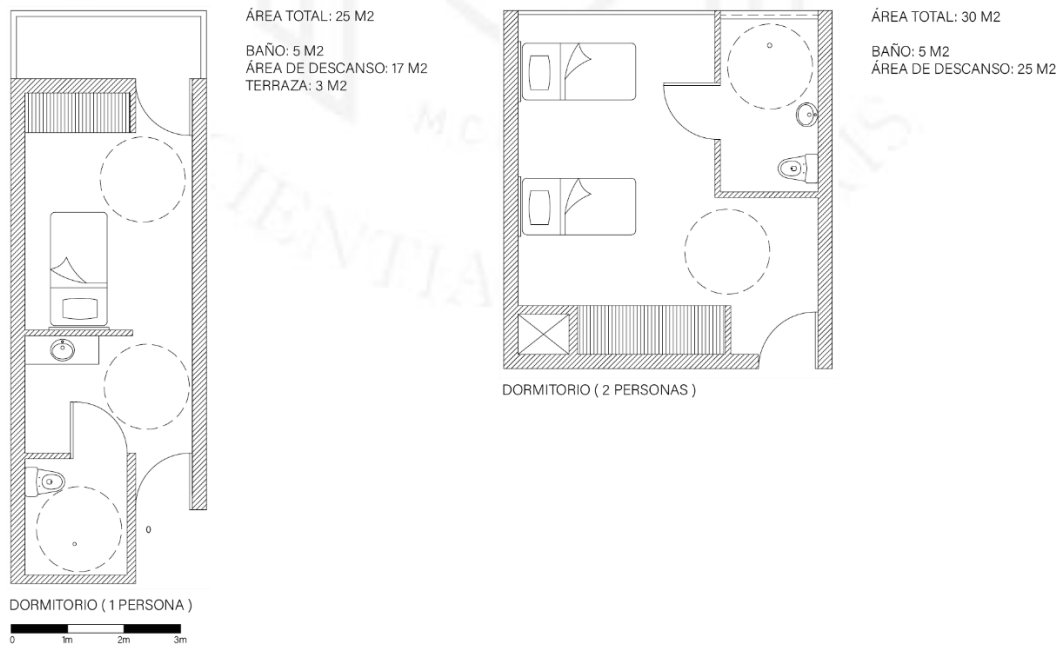 ÁREA TOTAL: 25 M2
BAÑO: 5 M2
ÁREA DE DESCANSO: 17 M2
TERRAZA: 3 M2
DORMITORIO ( 1 PERSONA )
0 1m 2m 3m
ÁREA TOTAL: 30 M2
BAÑO: 5 M2
ÁREA DE DESCANSO: 25 M2
DORMITORIO ( 2 PERSONAS )